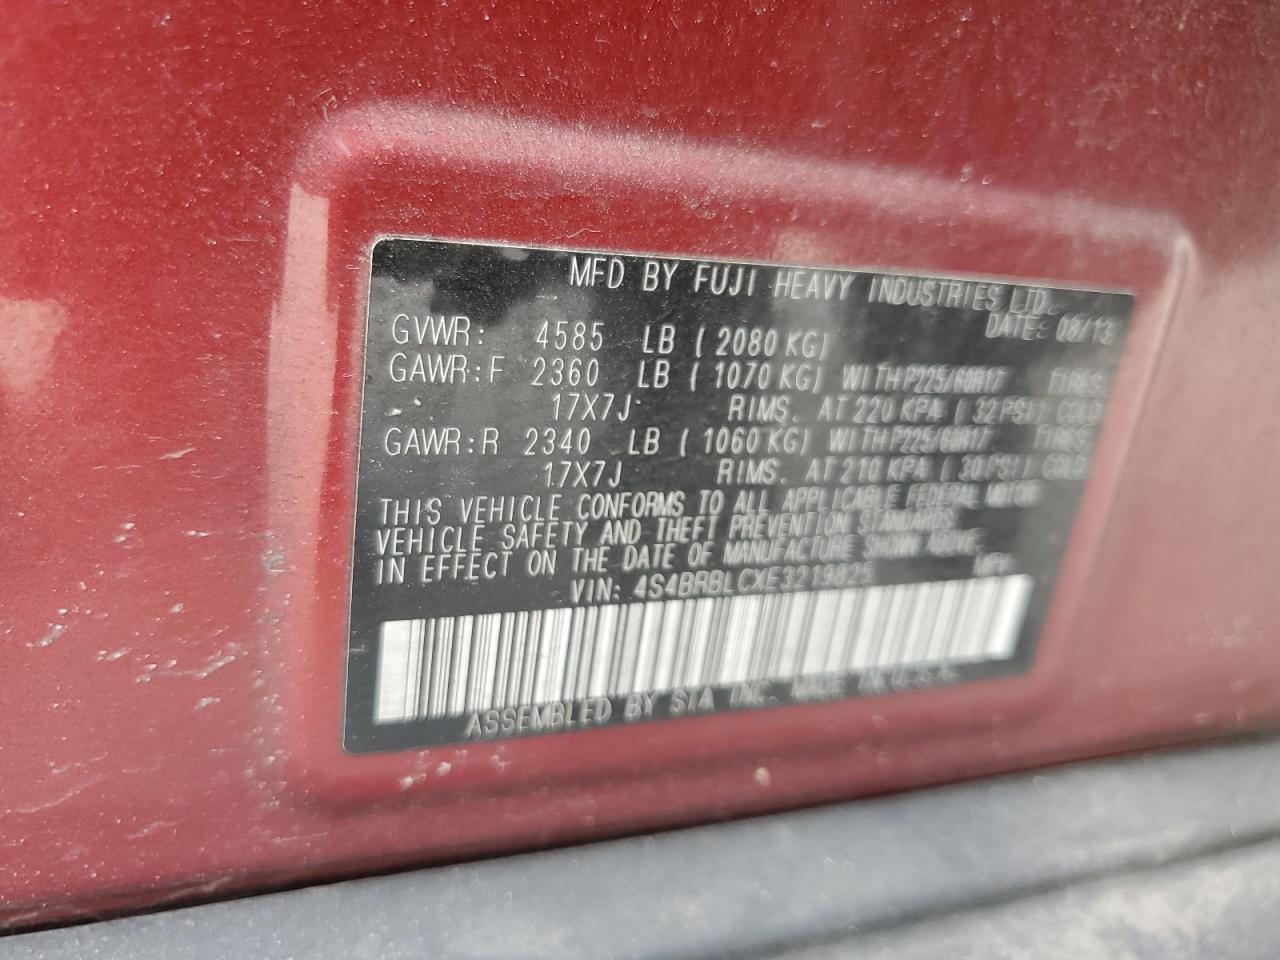 MFD BY FUJI HEAVY INDUSTRIES LTD.
DATE: 08/13
GVWR: 4585 LB ( 2080 KG)
GAWR:F 2360 LB ( 1070 KG) WITH P225/60R17 TIRES
17X7J RIMS. AT 220 KPA ( 32 PSI) COLD
GAWR:R 2340 LB ( 1060 KG) WITH P225/60R17 TIRES
17X7J RIMS. AT 210 KPA ( 30 PSI) COLD
THIS VEHICLE CONFORMS TO ALL APPLICABLE FEDERAL MOTOR
VEHICLE SAFETY AND THEFT PREVENTION STANDARDS
IN EFFECT ON THE DATE OF MANUFACTURE SHOWN ABOVE.
VIN: 4S4BRBLCXE3219825 MPV
ASSEMBLED BY SIA INC. MADE IN U.S.A.